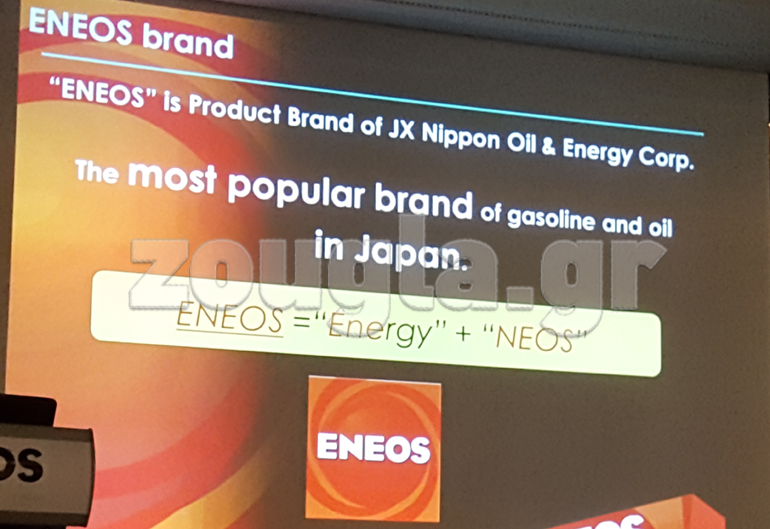 ENEOS brand
“ENEOS” is Product Brand of JX Nippon Oil & Energy Corp.
The most popular brand of gasoline and oil
in Japan.
zougla.gr
ENEOS =“Energy” + “NEOS”
ENEOS
OS